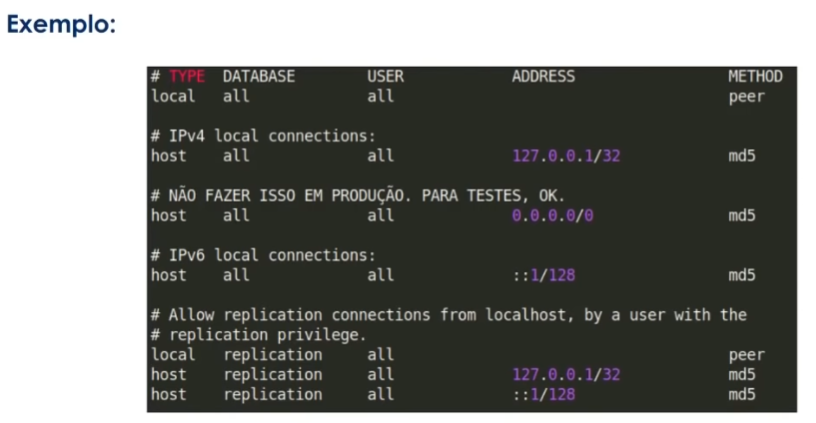 Exemplo:
# TYPE DATABASE USER ADDRESS METHOD
local all all peer
# IPv4 local connections:
host all all 127.0.0.1/32 md5
# NÃO FAZER ISSO EM PRODUÇÃO. PARA TESTES, OK.
host all all 0.0.0.0/0 md5
# IPv6 local connections:
host all all ::1/128 md5
# Allow replication connections from localhost, by a user with the
# replication privilege.
local replication all peer
host replication all 127.0.0.1/32 md5
host replication all ::1/128 md5